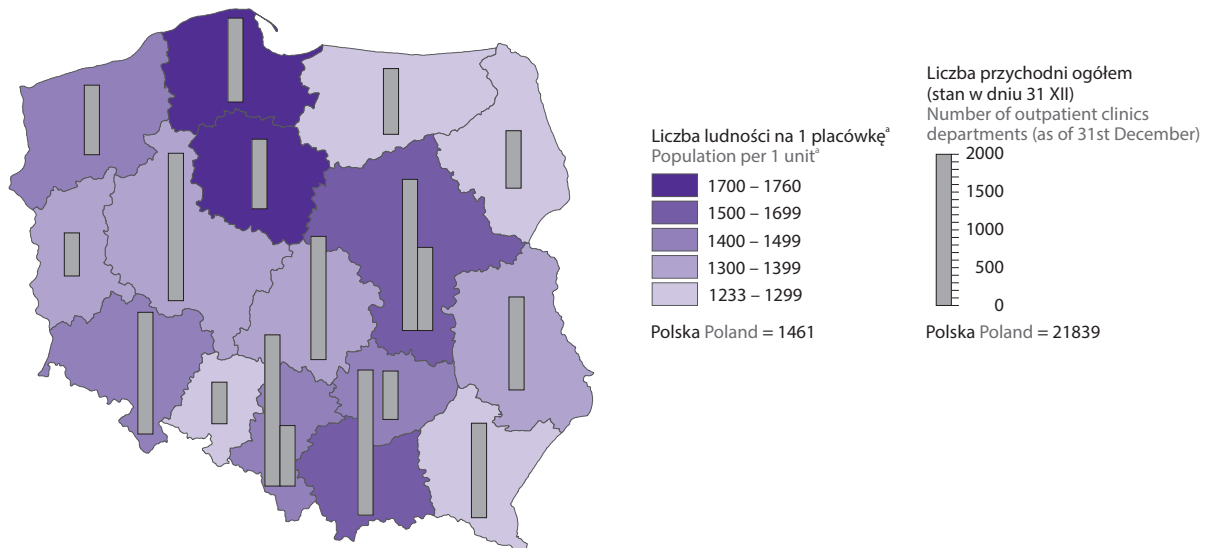 Liczba ludności na 1 placówkęᵃ
Population per 1 unitᵃ
1700 – 1760
1500 – 1699
1400 – 1499
1300 – 1399
1233 – 1299
Polska Poland = 1461
Liczba przychodni ogółem
(stan w dniu 31 XII)
Number of outpatient clinics
departments (as of 31st December)
2000
1500
1000
500
0
Polska Poland = 21839